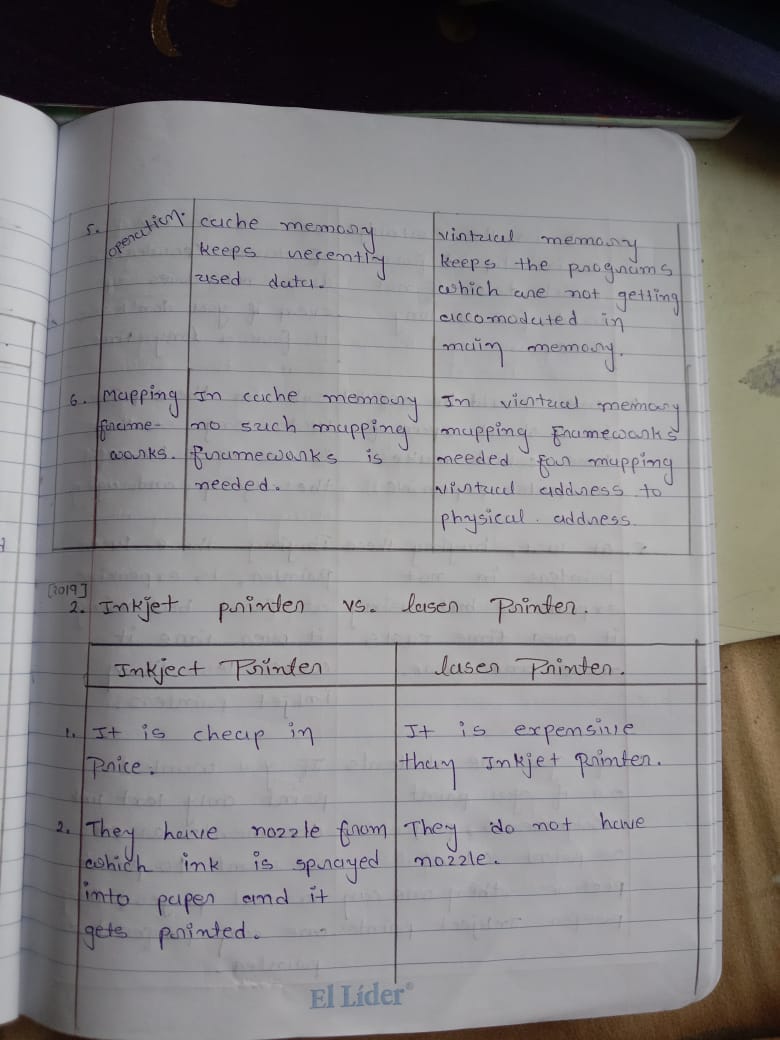 5. operation. cache memory
keeps recently
used data.
virtual memory
keeps the programs
which are not getting
accomodated in
main memory.
6. Mapping
frame-
works.
In cache memory
no such mapping
frameworks is
needed.
In virtual memory
mapping frameworks
needed for mapping
virtual address to
physical address
[2019]
2. Inkjet printer vs. laser Printer.
Inkject Printer
laser Printer.
1. It is cheap in
Price.
It is expensive
than Inkjet Printer.
2. They have nozzle from
which ink is sprayed
into paper and it
gets printed.
They do not have
nozzle.
El Líder